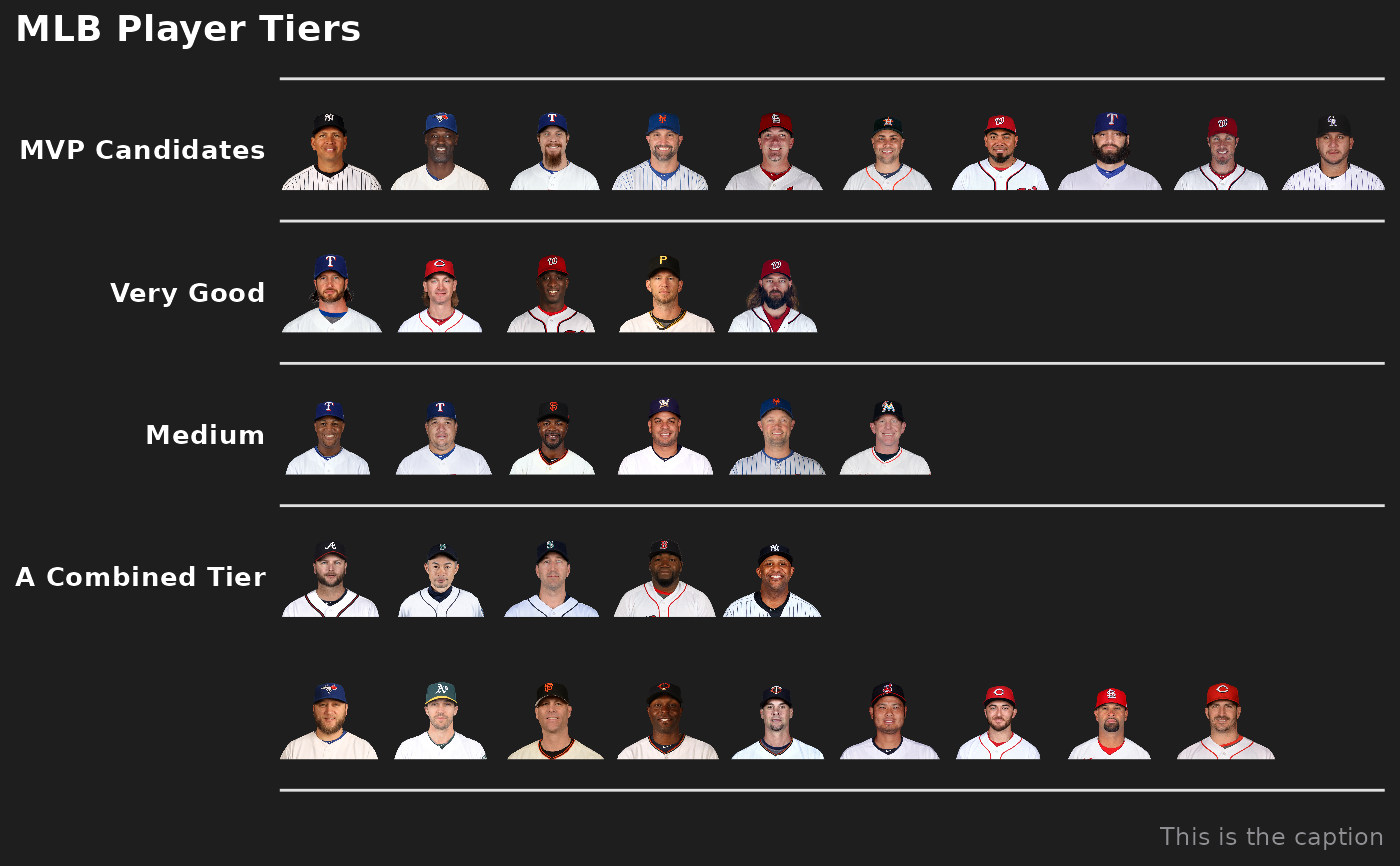 MLB Player Tiers
MVP Candidates
Very Good
Medium
A Combined Tier
This is the caption